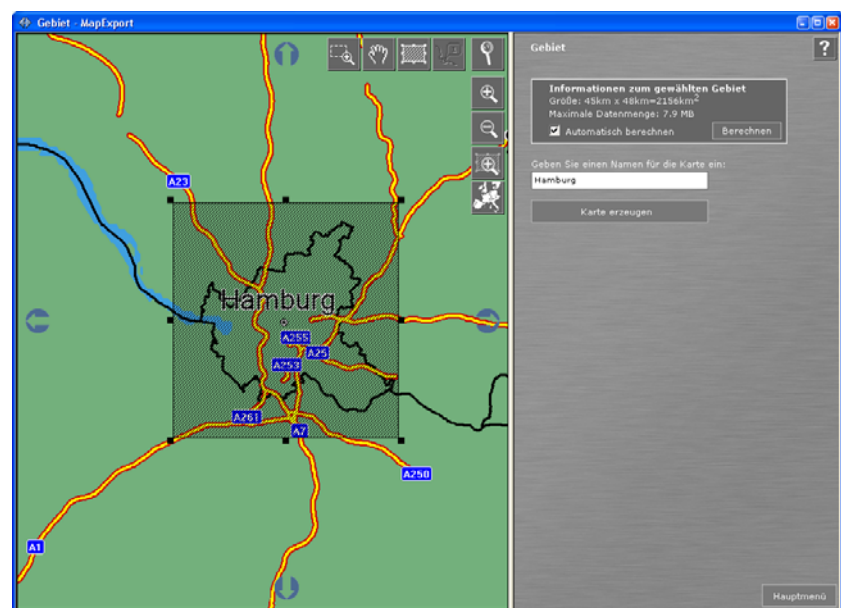 Gebiet - MapExport
Gebiet
?
Informationen zum gewählten Gebiet
Größe: 45km x 48km=2156km²
Maximale Datenmenge: 7.9 MB
Automatisch berechnen
Berechnen
Geben Sie einen Namen für die Karte ein:
Hamburg
Karte erzeugen
A23
Hamburg
A255
A25
A253
A261
A7
A250
A1
Hauptmenü